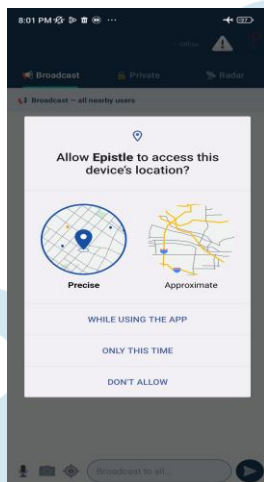 8:01 PM
Broadcast Private Radar
Broadcast — all nearby users
Allow Epistle to access this
device's location?
Precise Approximate
WHILE USING THE APP
ONLY THIS TIME
DON'T ALLOW
Broadcast to all...